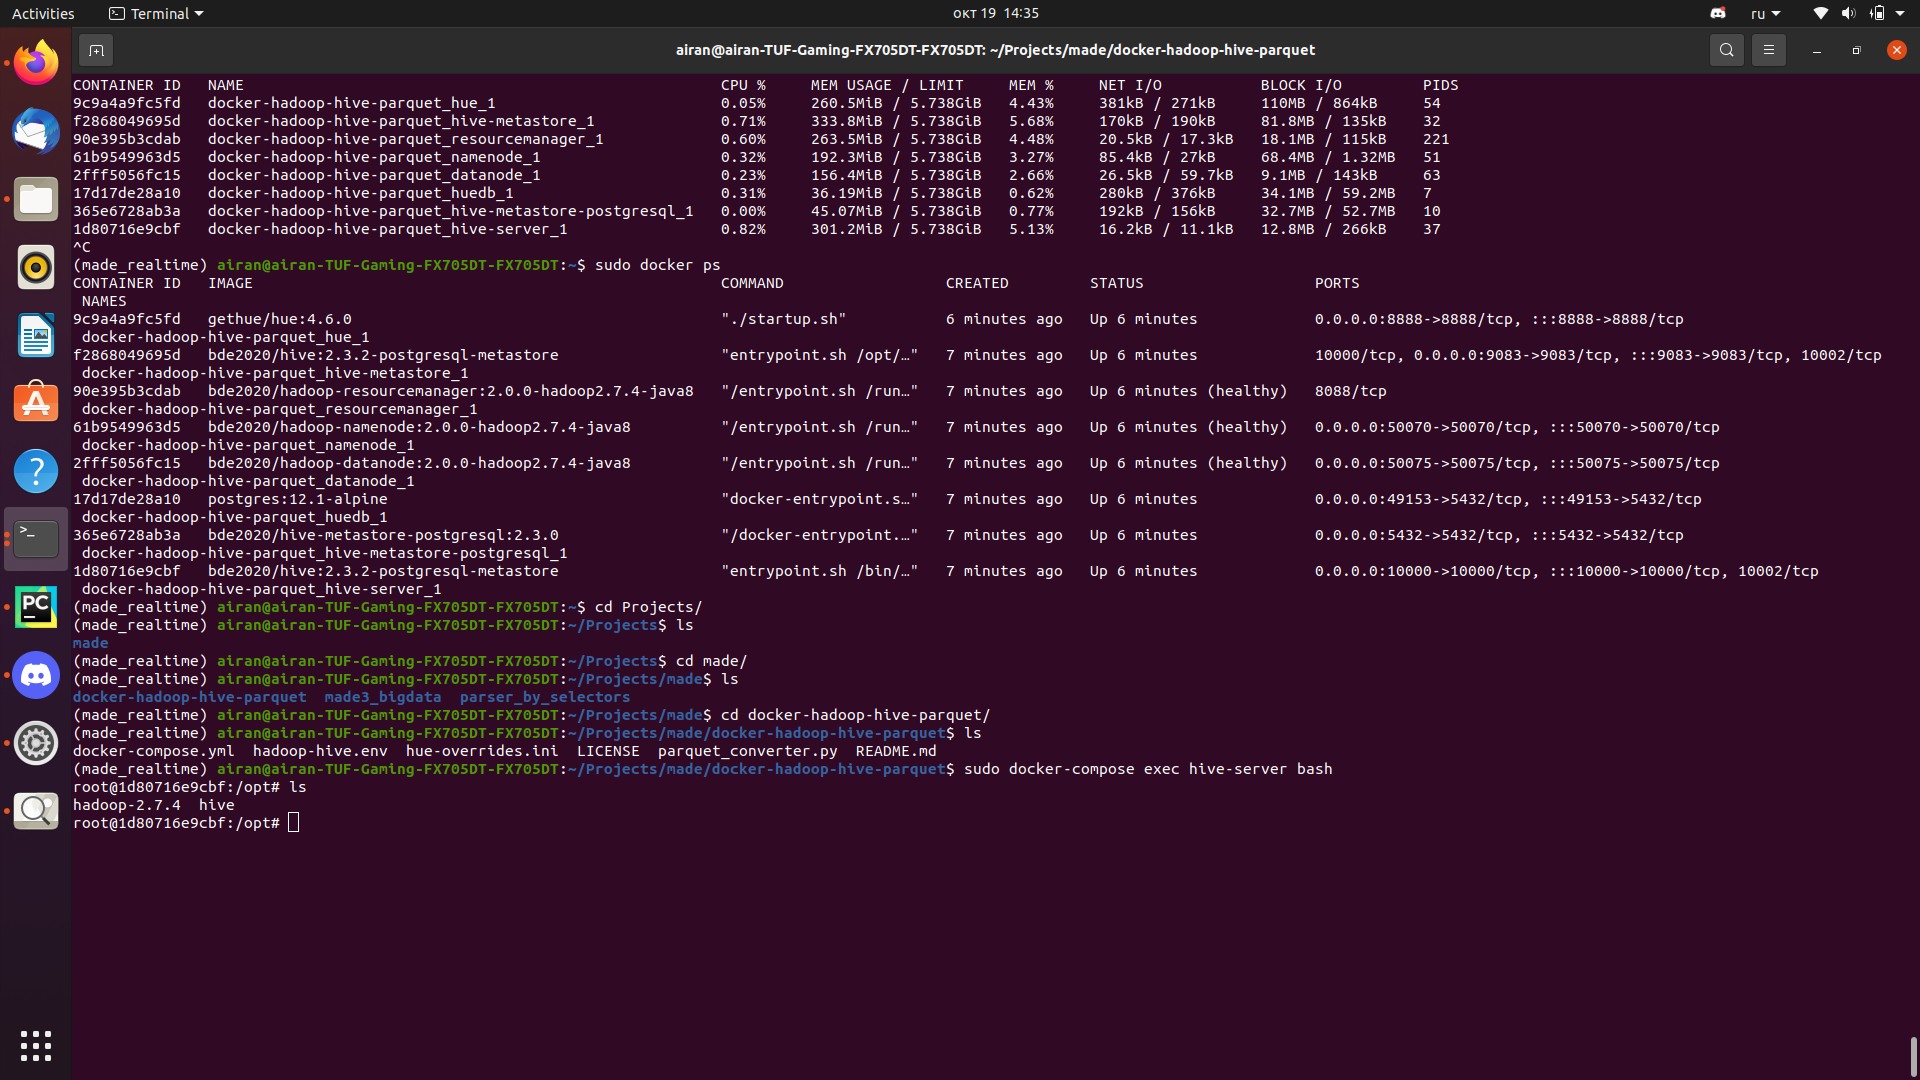 Activities Terminal окт 19 14:35 ru
airan@airan-TUF-Gaming-FX705DT-FX705DT: ~/Projects/made/docker-hadoop-hive-parquet
CONTAINER ID   NAME                                                     CPU %     MEM USAGE / LIMIT     MEM %     NET I/O           BLOCK I/O         PIDS
9c9a4a9fc5fd   docker-hadoop-hive-parquet_hue_1                         0.05%     260.5MiB / 5.738GiB   4.43%     381kB / 271kB     110MB / 864kB     54
f2868049695d   docker-hadoop-hive-parquet_hive-metastore_1              0.71%     333.8MiB / 5.738GiB   5.68%     170kB / 190kB     81.8MB / 135kB    32
90e395b3cdab   docker-hadoop-hive-parquet_resourcemanager_1             0.60%     263.5MiB / 5.738GiB   4.48%     20.5kB / 17.3kB   18.1MB / 115kB    221
61b9549963d5   docker-hadoop-hive-parquet_namenode_1                    0.32%     192.3MiB / 5.738GiB   3.27%     85.4kB / 27kB     68.4MB / 1.32MB   51
2fff5056fc15   docker-hadoop-hive-parquet_datanode_1                    0.23%     156.4MiB / 5.738GiB   2.66%     26.5kB / 59.7kB   9.1MB / 143kB     63
17d17de28a10   docker-hadoop-hive-parquet_huedb_1                       0.31%     36.19MiB / 5.738GiB   0.62%     280kB / 376kB     34.1MB / 59.2MB   7
365e6728ab3a   docker-hadoop-hive-parquet_hive-metastore-postgresql_1   0.00%     45.07MiB / 5.738GiB   0.77%     192kB / 156kB     32.7MB / 52.7MB   10
1d80716e9cbf   docker-hadoop-hive-parquet_hive-server_1                 0.82%     301.2MiB / 5.738GiB   5.13%     16.2kB / 11.1kB   12.8MB / 266kB    37
^C
(made_realtime) airan@airan-TUF-Gaming-FX705DT-FX705DT:~$ sudo docker ps
CONTAINER ID   IMAGE                                                    COMMAND                  CREATED         STATUS                   PORTS
 NAMES
9c9a4a9fc5fd   gethue/hue:4.6.0                                         "./startup.sh"           6 minutes ago   Up 6 minutes             0.0.0.0:8888->8888/tcp, :::8888->8888/tcp
 docker-hadoop-hive-parquet_hue_1
f2868049695d   bde2020/hive:2.3.2-postgresql-metastore                  "entrypoint.sh /opt/…"   7 minutes ago   Up 6 minutes             10000/tcp, 0.0.0.0:9083->9083/tcp, :::9083->9083/tcp, 10002/tcp
 docker-hadoop-hive-parquet_hive-metastore_1
90e395b3cdab   bde2020/hadoop-resourcemanager:2.0.0-hadoop2.7.4-java8   "/entrypoint.sh /run…"   7 minutes ago   Up 6 minutes (healthy)   8088/tcp
 docker-hadoop-hive-parquet_resourcemanager_1
61b9549963d5   bde2020/hadoop-namenode:2.0.0-hadoop2.7.4-java8          "/entrypoint.sh /run…"   7 minutes ago   Up 6 minutes (healthy)   0.0.0.0:50070->50070/tcp, :::50070->50070/tcp
 docker-hadoop-hive-parquet_namenode_1
2fff5056fc15   bde2020/hadoop-datanode:2.0.0-hadoop2.7.4-java8          "/entrypoint.sh /run…"   7 minutes ago   Up 6 minutes (healthy)   0.0.0.0:50075->50075/tcp, :::50075->50075/tcp
 docker-hadoop-hive-parquet_datanode_1
17d17de28a10   postgres:12.1-alpine                                     "docker-entrypoint.s…"   7 minutes ago   Up 6 minutes             0.0.0.0:49153->5432/tcp, :::49153->5432/tcp
 docker-hadoop-hive-parquet_huedb_1
365e6728ab3a   bde2020/hive-metastore-postgresql:2.3.0                  "/docker-entrypoint.…"   7 minutes ago   Up 6 minutes             0.0.0.0:5432->5432/tcp, :::5432->5432/tcp
 docker-hadoop-hive-parquet_hive-metastore-postgresql_1
1d80716e9cbf   bde2020/hive:2.3.2-postgresql-metastore                  "entrypoint.sh /bin/…"   7 minutes ago   Up 6 minutes             0.0.0.0:10000->10000/tcp, :::10000->10000/tcp, 10002/tcp
 docker-hadoop-hive-parquet_hive-server_1
(made_realtime) airan@airan-TUF-Gaming-FX705DT-FX705DT:~$ cd Projects/
(made_realtime) airan@airan-TUF-Gaming-FX705DT-FX705DT:~/Projects$ ls
made
(made_realtime) airan@airan-TUF-Gaming-FX705DT-FX705DT:~/Projects$ cd made/
(made_realtime) airan@airan-TUF-Gaming-FX705DT-FX705DT:~/Projects/made$ ls
docker-hadoop-hive-parquet  made3_bigdata  parser_by_selectors
(made_realtime) airan@airan-TUF-Gaming-FX705DT-FX705DT:~/Projects/made$ cd docker-hadoop-hive-parquet/
(made_realtime) airan@airan-TUF-Gaming-FX705DT-FX705DT:~/Projects/made/docker-hadoop-hive-parquet$ ls
docker-compose.yml  hadoop-hive.env  hue-overrides.ini  LICENSE  parquet_converter.py  README.md
(made_realtime) airan@airan-TUF-Gaming-FX705DT-FX705DT:~/Projects/made/docker-hadoop-hive-parquet$ sudo docker-compose exec hive-server bash
root@1d80716e9cbf:/opt# ls
hadoop-2.7.4  hive
root@1d80716e9cbf:/opt#
PC